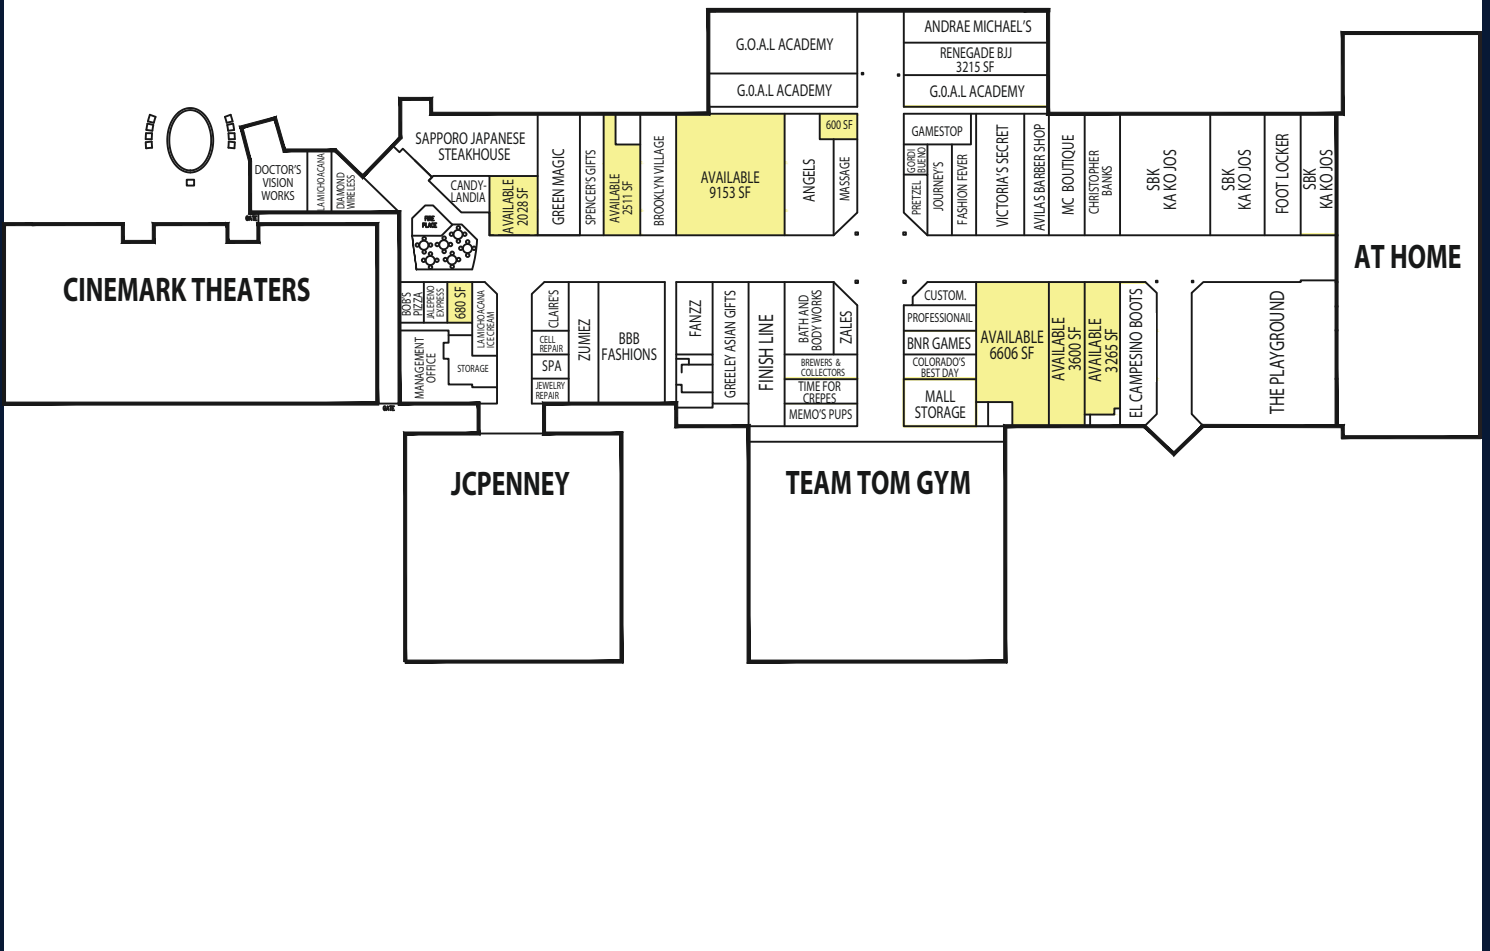 G.O.A.L ACADEMY
G.0.A.L ACADEMY
ANDRAE MICHAEL'S
RENEGADE BJJ
3215 SF
G.0.A.L ACADEMY
DOCTOR'S
VISION
WORKS
LA MICHOACANA
DIAMOND
WIRELESS
SAPPORO JAPANESE
STEAKHOUSE
CANDY-
LANDIA
AVAILABLE
2028 SF
GREEN MAGIC
SPENCER'S GIFTS
AVAILABLE
2511 SF
BROOKLYN VILLAGE
AVAILABLE
9153 SF
ANGELS
600 SF
MASSAGE
GAMESTOP
GORDI
BUENO
PRETZEL
JOURNEY'S
FASHION FEVER
VICTORIA'S SECRET
AVILAS BARBER SHOP
MC BOUTIQUE
CHRISTOPHER
BANKS
SBK
KA KO JOS
SBK
KA KO JOS
FOOT LOCKER
SBK
KA KO JOS
AT HOME
GATE
FIRE
PLACE
CINEMARK THEATERS
BOB'S
PIZZA
JALEPENO
EXPRESS
680 SF
LA MICHOACANA
ICE CREAM
MANAGEMENT
OFFICE
STORAGE
GATE
CLAIRE'S
CELL
REPAIR
SPA
JEWELRY
REPAIR
ZUMIEZ
BBB
FASHIONS
FANZZ
GREELEY ASIAN GIFTS
FINISH LINE
BATH AND
BODY WORKS
ZALES
BREWERS &
COLLECTORS
TIME FOR
CREPES
MEMO'S PUPS
CUSTOM.
PROFESSIONAIL
BNR GAMES
COLORADO'S
BEST DAY
MALL
STORAGE
AVAILABLE
6606 SF
AVAILABLE
3600 SF
AVAILABLE
3265 SF
EL CAMPESINO BOOTS
THE PLAYGROUND
JCPENNEY
TEAM TOM GYM